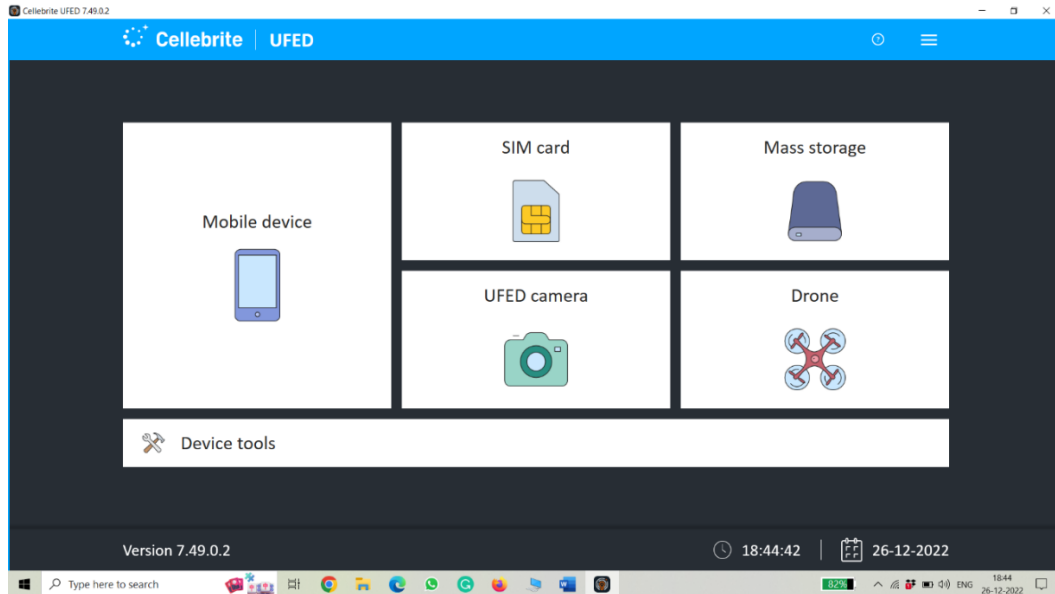 Cellebrite UFED 7.49.0.2
Cellebrite UFED
SIM card
Mass storage
Mobile device
UFED camera
Drone
Device tools
Version 7.49.0.2
18:44:42
26-12-2022
Type here to search
82%
ENG
18:44
26-12-2022